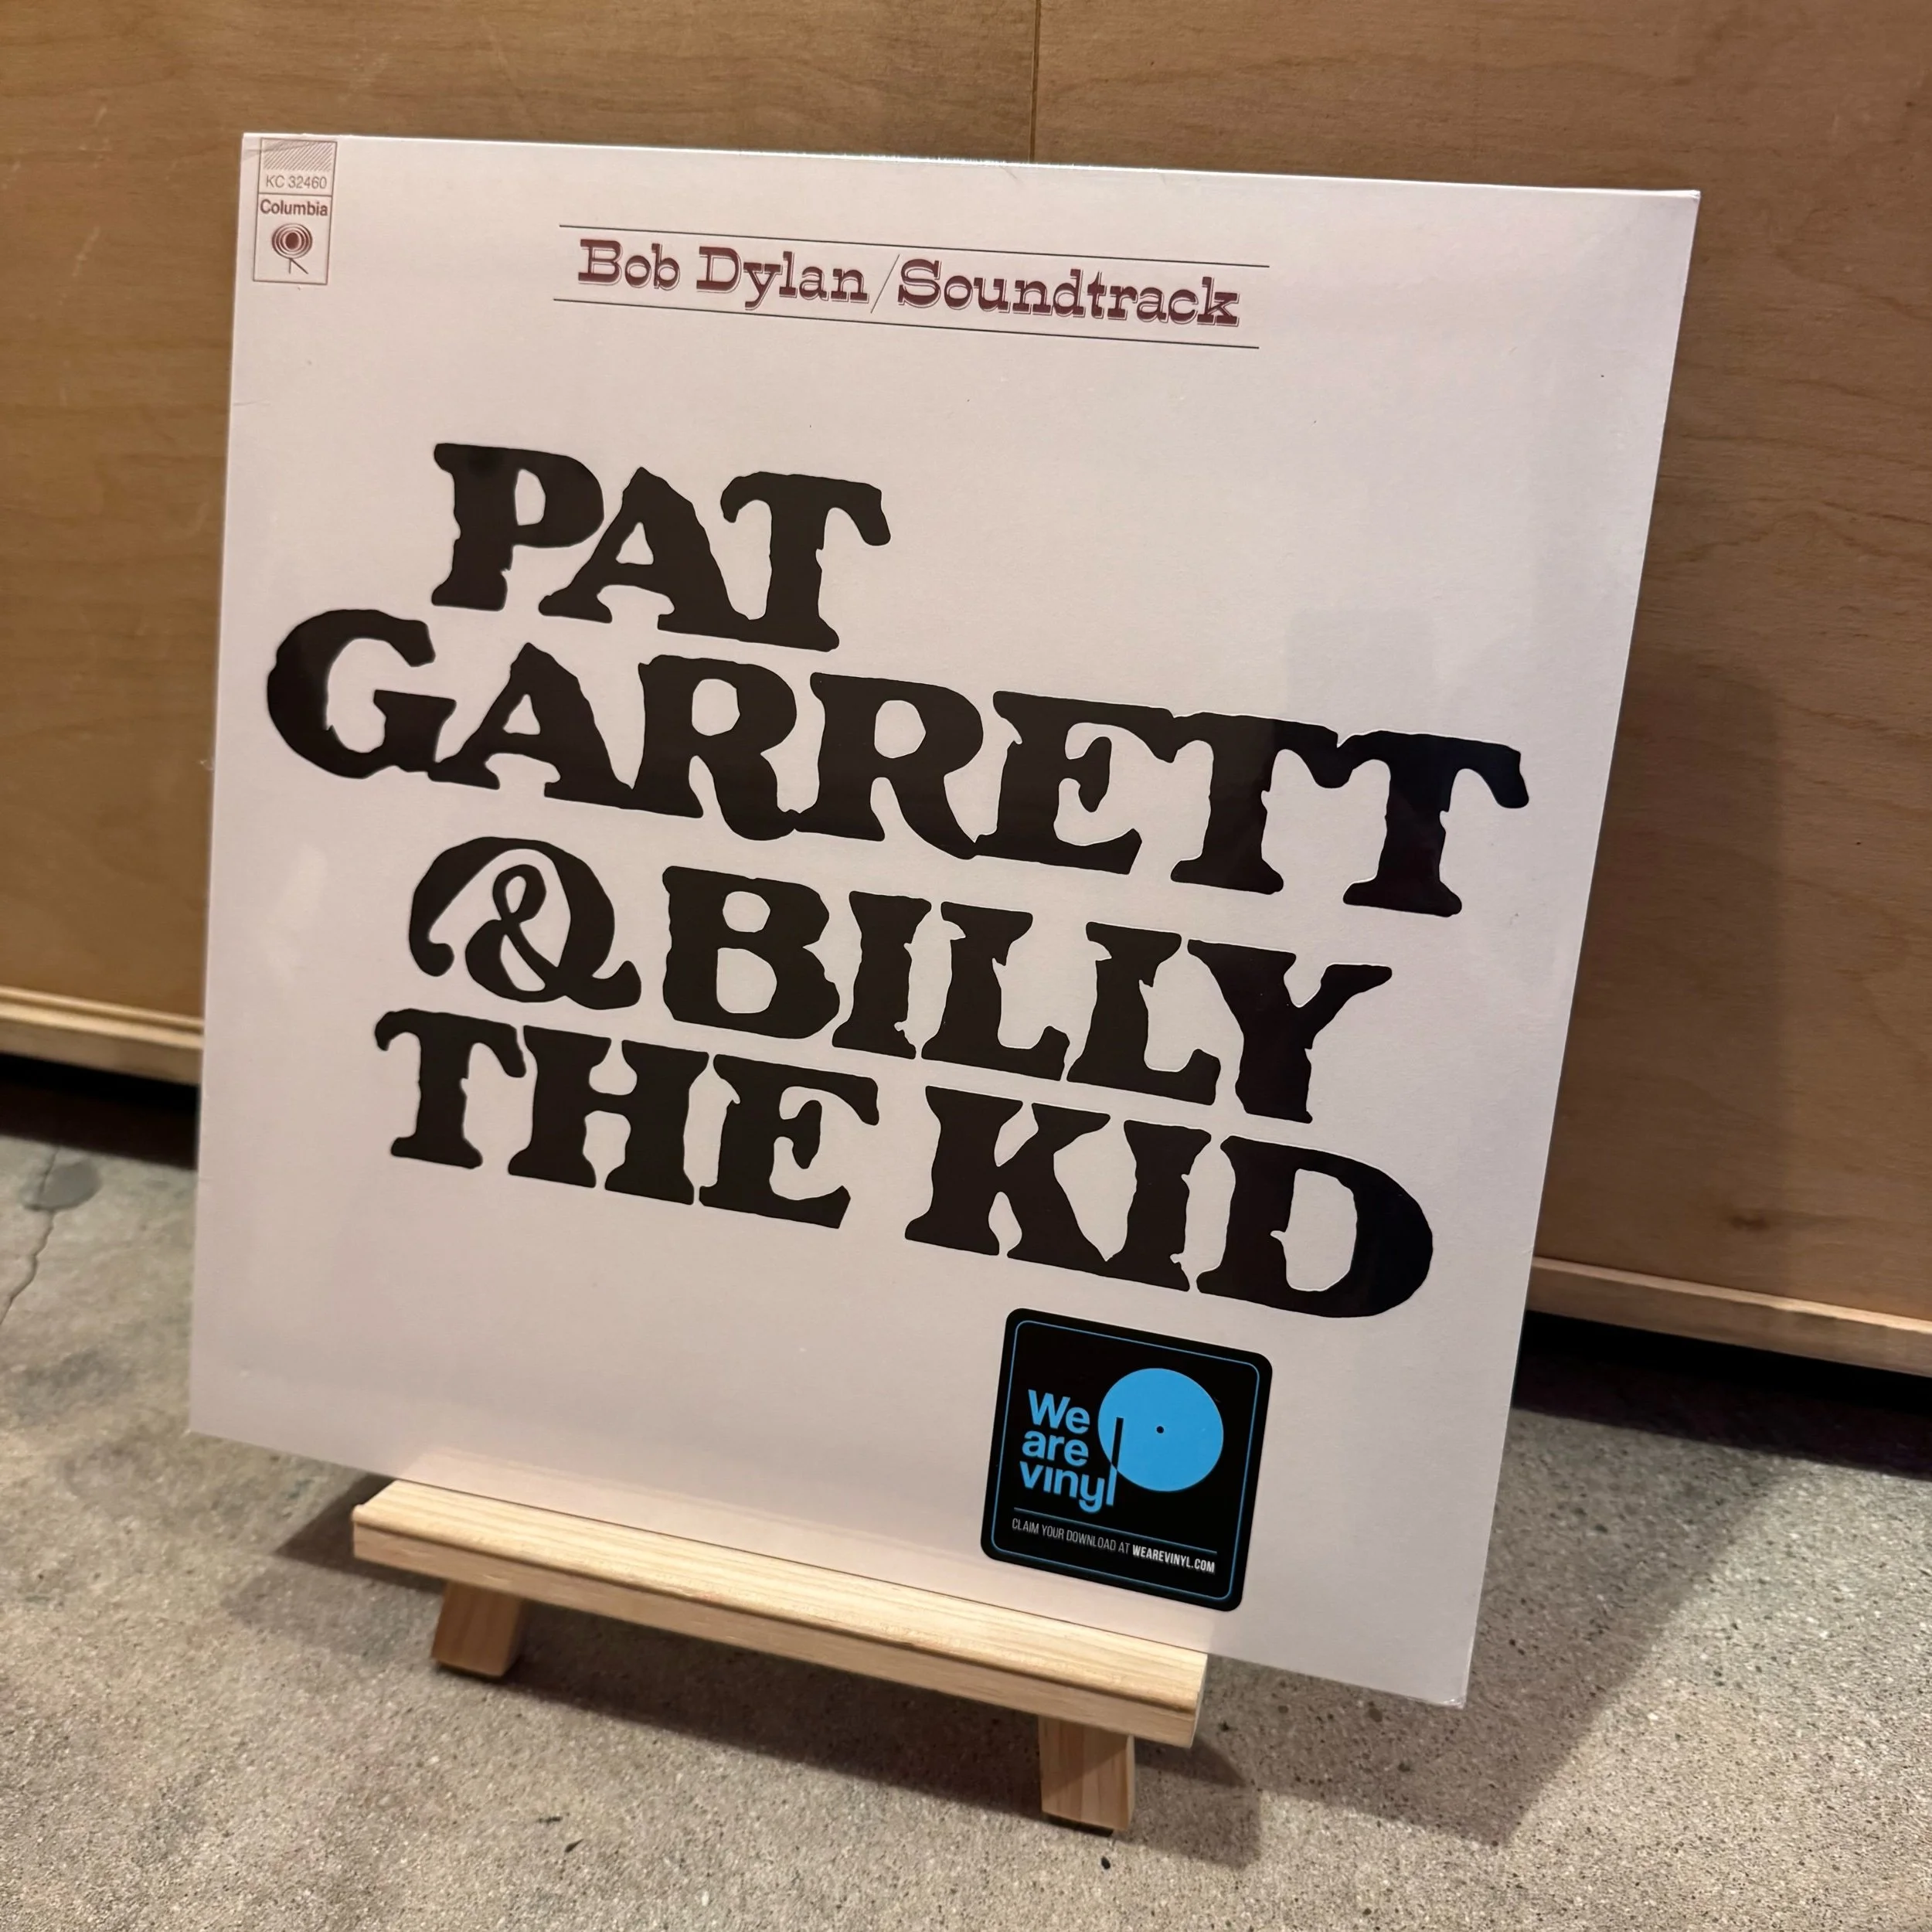 KC 32460
Columbia
Bob Dylan/Soundtrack
PAT
GARRETT
& BILLY
THE KID
We
are
vinyl
CLAIM YOUR DOWNLOAD AT WEAREVINYL.COM